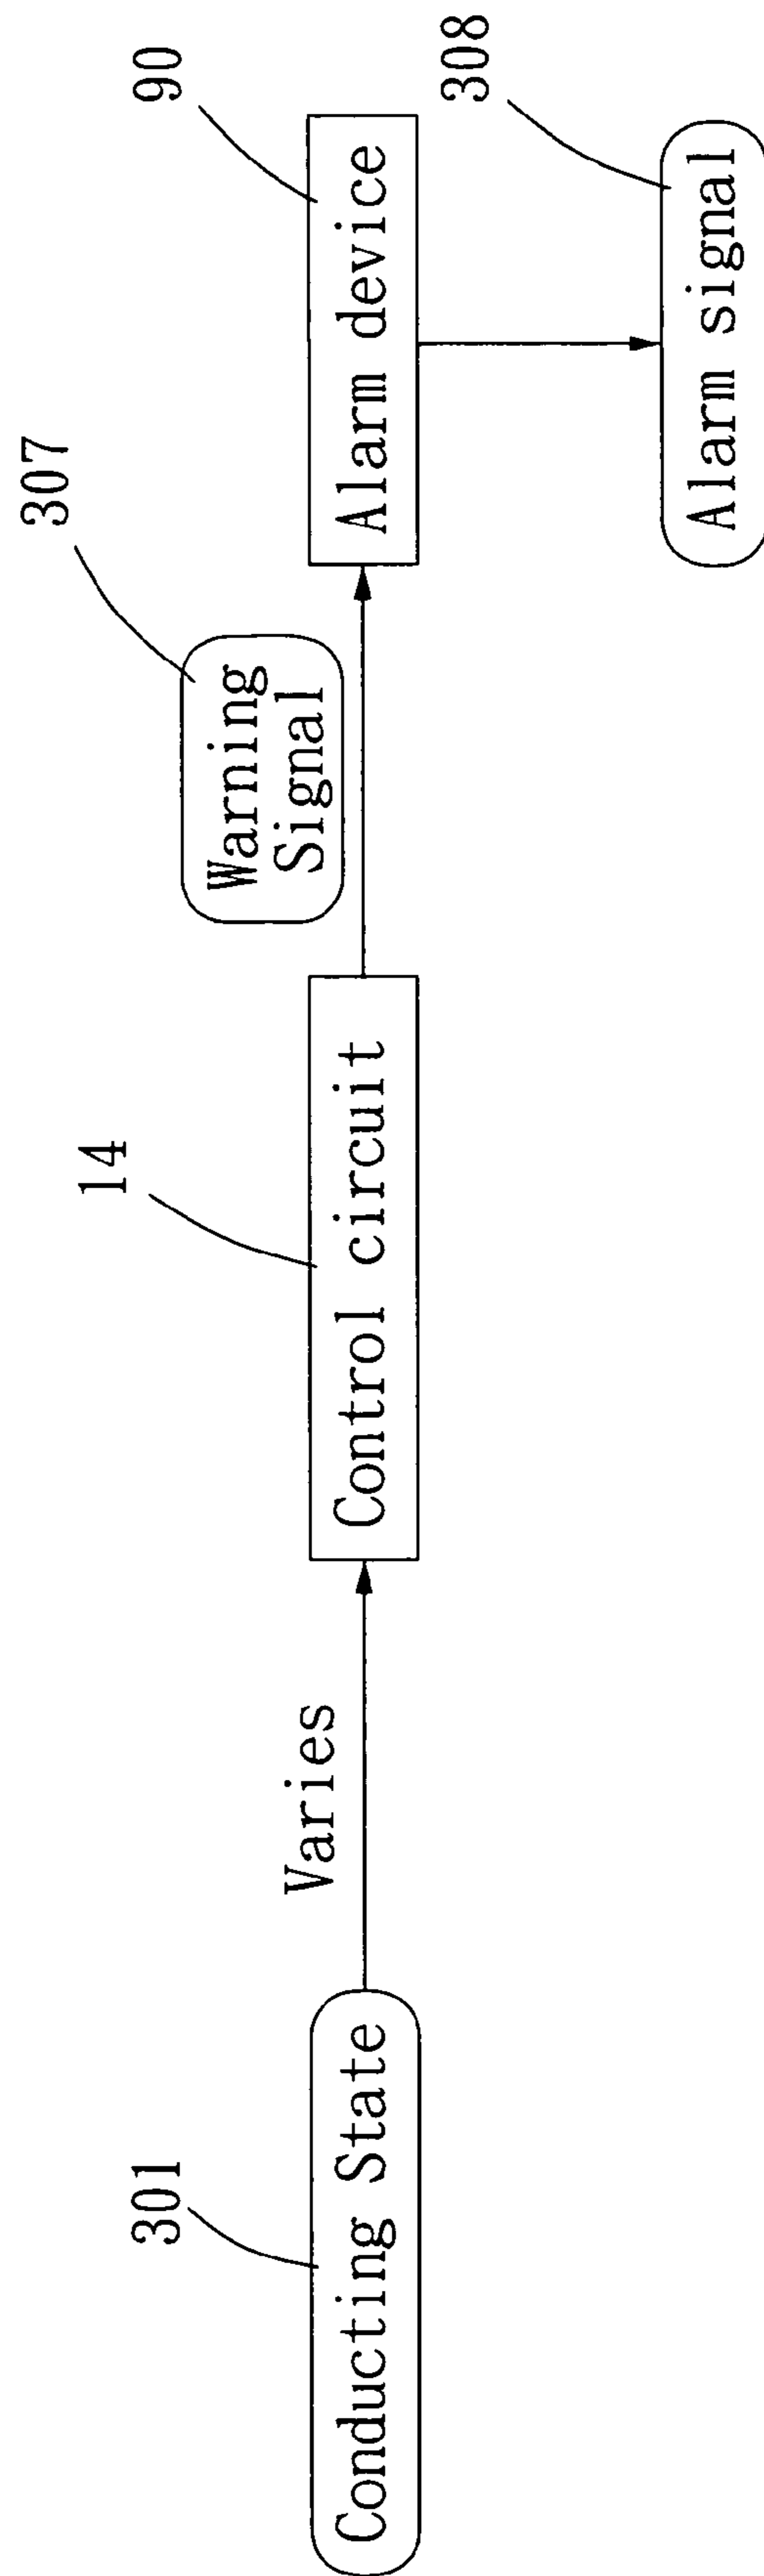 301
Conducting State
Varies
14
Control circuit
307
Warning
Signal
90
Alarm device
308
Alarm signal